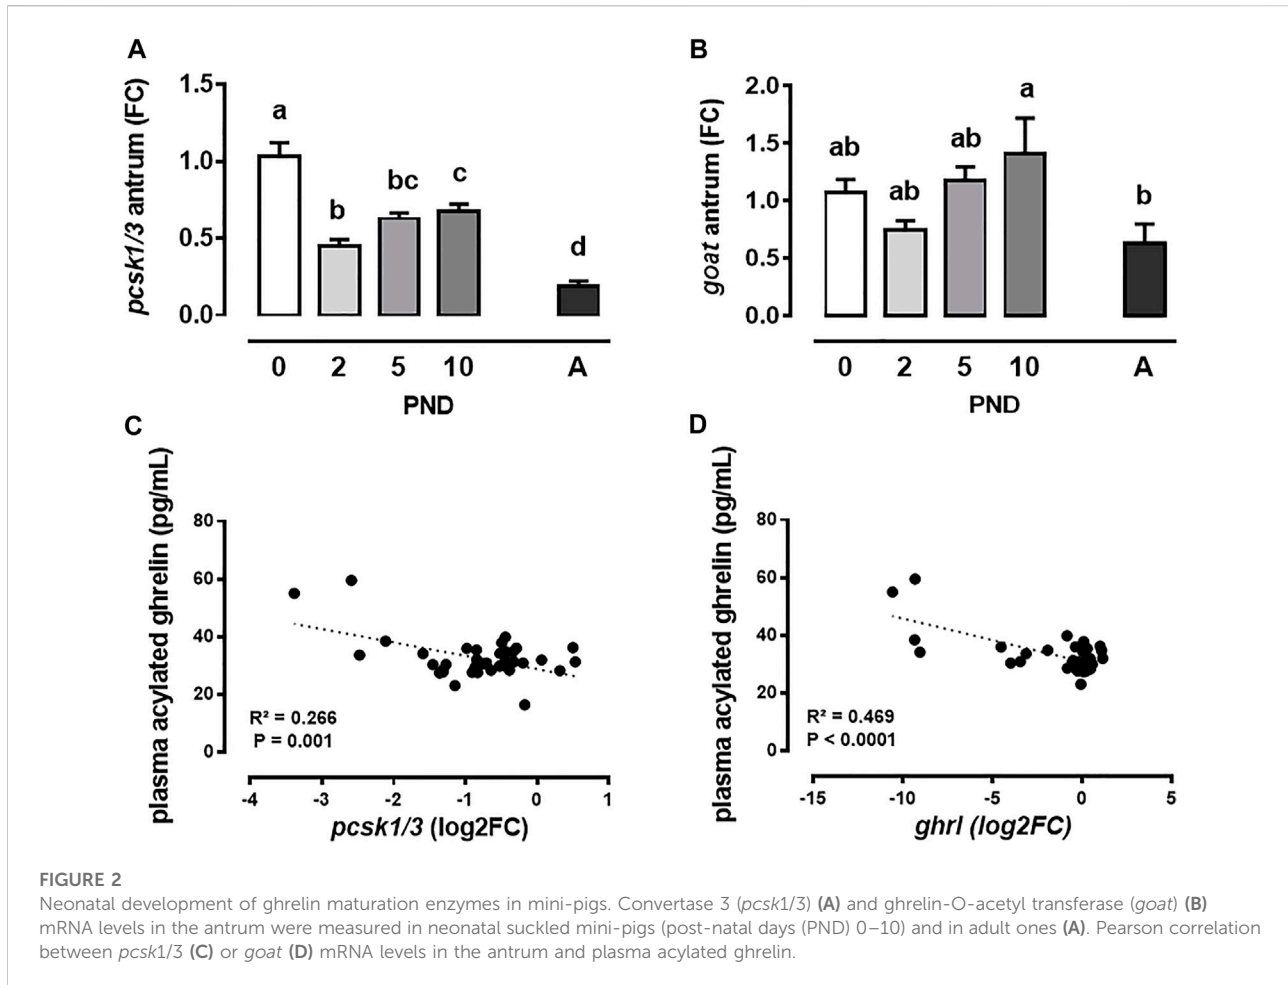 A
pcsk1/3 antrum (FC)
1.5
1.0
0.5
0.0
a
b
bc
c
d
0 2 5 10 A
PND
B
goat antrum (FC)
2.0
1.5
1.0
0.5
0.0
ab
ab
ab
a
b
0 2 5 10 A
PND
C
plasma acylated ghrelin (pg/mL)
80
60
40
20
0
R² = 0.266
P = 0.001
-4 -3 -2 -1 0 1
pcsk1/3 (log2FC)
D
plasma acylated ghrelin (pg/mL)
80
60
40
20
0
R² = 0.469
P < 0.0001
-15 -10 -5 0 5
ghrl (log2FC)
FIGURE 2
Neonatal development of ghrelin maturation enzymes in mini-pigs. Convertase 3 (pcsk1/3) (A) and ghrelin-O-acetyl transferase (goat) (B)
mRNA levels in the antrum were measured in neonatal suckled mini-pigs (post-natal days (PND) 0–10) and in adult ones (A). Pearson correlation
between pcsk1/3 (C) or goat (D) mRNA levels in the antrum and plasma acylated ghrelin.